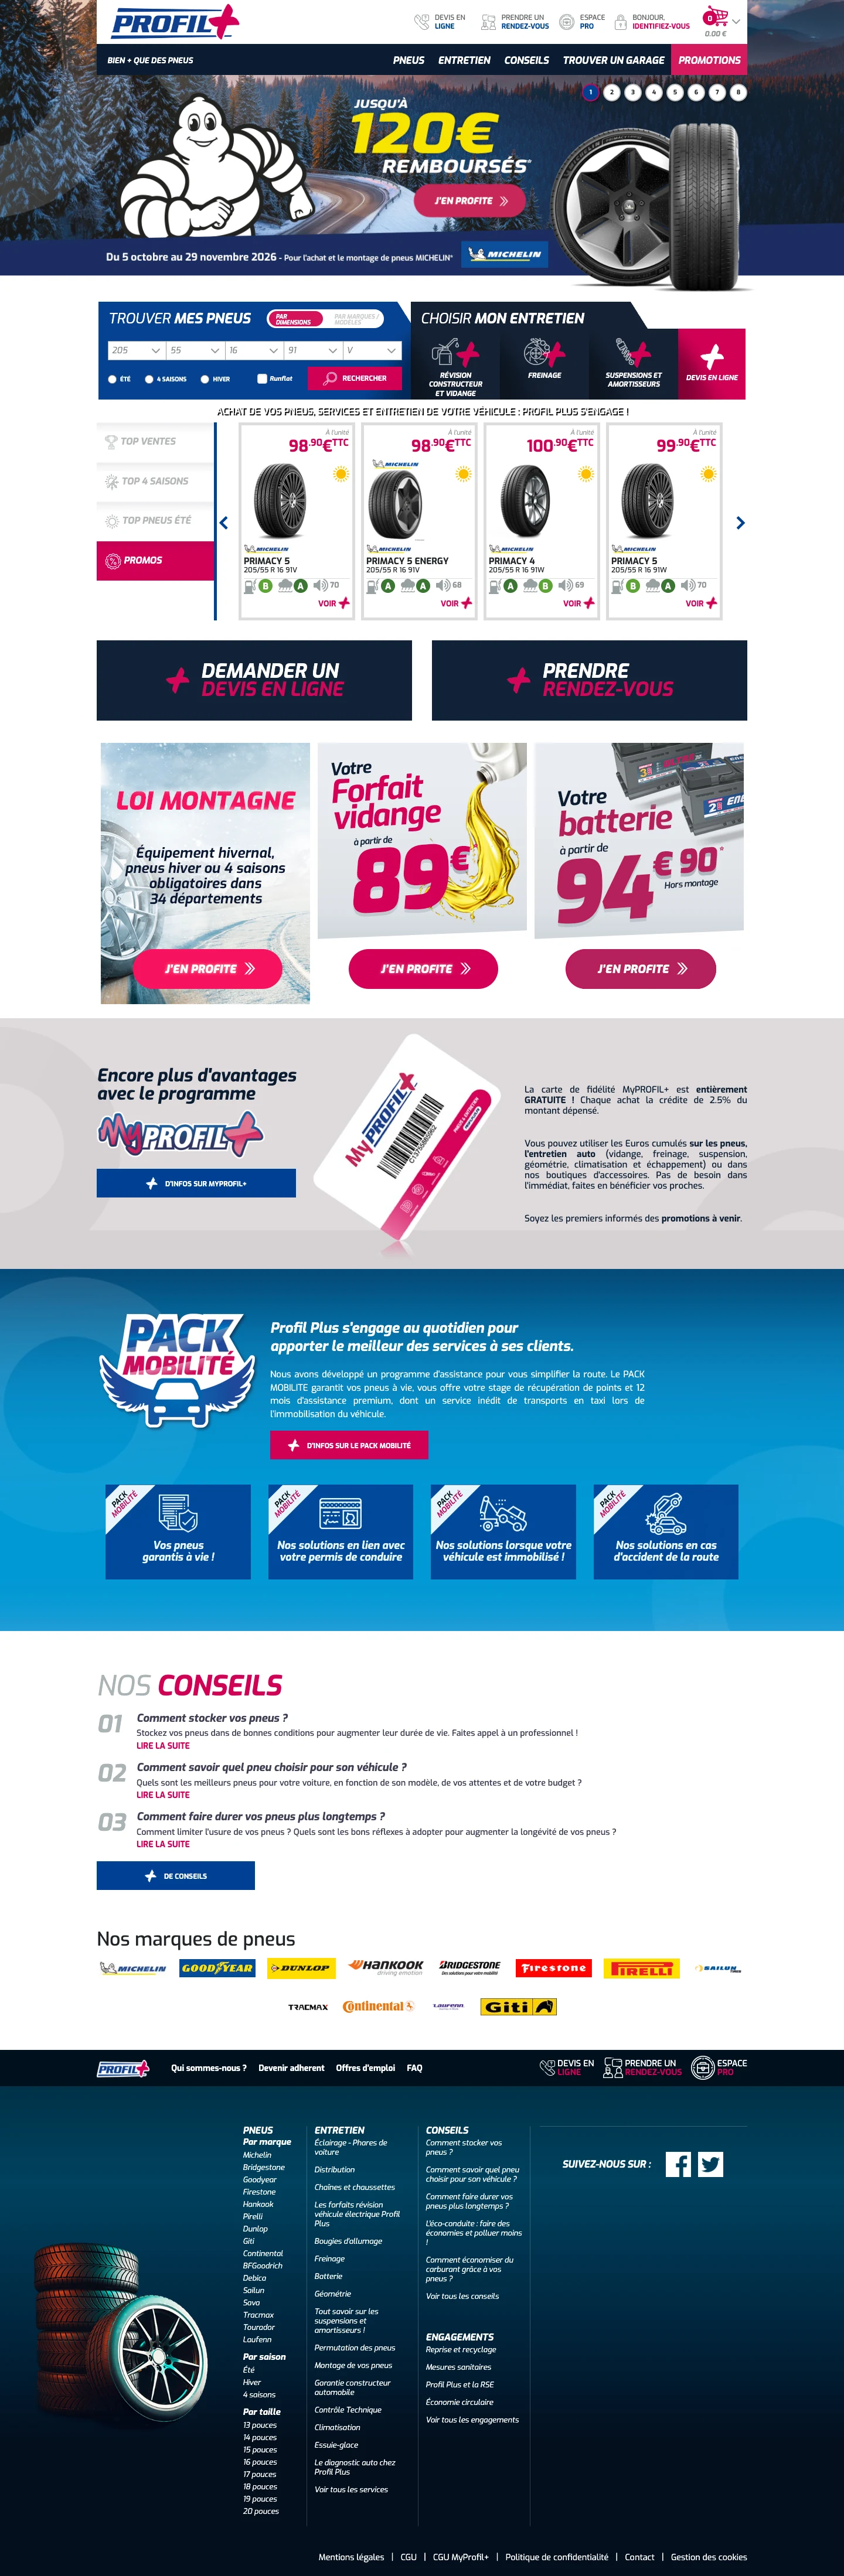 PROFIL+
DEVIS EN
LIGNE
PRENDRE UN
RENDEZ-VOUS
ESPACE
PRO
BONJOUR,
IDENTIFIEZ-VOUS
0
0.00 €
BIEN + QUE DES PNEUS
PNEUS
ENTRETIEN
CONSEILS
TROUVER UN GARAGE
PROMOTIONS
1 2 3 4 5 6 7 8
JUSQU'À
120€
REMBOURSÉS*
J'EN PROFITE
Du 5 octobre au 29 novembre 2026 - Pour l'achat et le montage de pneus MICHELIN*
MICHELIN
TROUVER MES PNEUS
PAR
DIMENSIONS
PAR MARQUES /
MODÈLES
205 55 16 91 V
ÉTÉ 4 SAISONS HIVER Runflat RECHERCHER
CHOISIR MON ENTRETIEN
RÉVISION
CONSTRUCTEUR
ET VIDANGE
FREINAGE
SUSPENSIONS ET
AMORTISSEURS
DEVIS EN LIGNE
ACHAT DE VOS PNEUS, SERVICES ET ENTRETIEN DE VOTRE VÉHICULE : PROFIL PLUS S'ENGAGE !
TOP VENTES
TOP 4 SAISONS
TOP PNEUS ÉTÉ
PROMOS
À l'unité
98.90€TTC
MICHELIN
PRIMACY 5
205/55 R 16 91V
B A 70
VOIR
À l'unité
98.90€TTC
MICHELIN
MICHELIN
PRIMACY 5 ENERGY
205/55 R 16 91V
A A 68
VOIR
À l'unité
100.90€TTC
MICHELIN
PRIMACY 4
205/55 R 16 91W
A B 69
VOIR
À l'unité
99.90€TTC
MICHELIN
PRIMACY 5
205/55 R 16 91W
B A 70
VOIR
DEMANDER UN
DEVIS EN LIGNE
PRENDRE
RENDEZ-VOUS
LOI MONTAGNE
Équipement hivernal,
pneus hiver ou 4 saisons
obligatoires dans
34 départements
J'EN PROFITE
Votre
Forfait
vidange
à partir de
89€
J'EN PROFITE
Votre
batterie
à partir de
94€90*
Hors montage
J'EN PROFITE
Encore plus d'avantages
avec le programme
MyPROFIL+
D'INFOS SUR MYPROFIL+
MyPROFIL+
La carte de fidélité MyPROFIL+ est entièrement
GRATUITE ! Chaque achat la crédite de 2.5% du
montant dépensé.
Vous pouvez utiliser les Euros cumulés sur les pneus,
l'entretien auto (vidange, freinage, suspension,
géométrie, climatisation et échappement) ou dans
nos boutiques d'accessoires. Pas de besoin dans
l'immédiat, faites en bénéficier vos proches.
Soyez les premiers informés des promotions à venir.
PACK
MOBILITÉ
Profil Plus s'engage au quotidien pour
apporter le meilleur des services à ses clients.
Nous avons développé un programme d'assistance pour vous simplifier la route. Le PACK
MOBILITE garantit vos pneus à vie, vous offre votre stage de récupération de points et 12
mois d'assistance premium, dont un service inédit de transports en taxi lors de
l'immobilisation du véhicule.
D'INFOS SUR LE PACK MOBILITÉ
PACK
MOBILITÉ
Vos pneus
garantis à vie !
PACK
MOBILITÉ
Nos solutions en lien avec
votre permis de conduire
PACK
MOBILITÉ
Nos solutions lorsque votre
véhicule est immobilisé !
PACK
MOBILITÉ
Nos solutions en cas
d'accident de la route
NOS CONSEILS
01
Comment stocker vos pneus ?
Stockez vos pneus dans de bonnes conditions pour augmenter leur durée de vie. Faites appel à un professionnel !
LIRE LA SUITE
02
Comment savoir quel pneu choisir pour son véhicule ?
Quels sont les meilleurs pneus pour votre voiture, en fonction de son modèle, de vos attentes et de votre budget ?
LIRE LA SUITE
03
Comment faire durer vos pneus plus longtemps ?
Comment limiter l'usure de vos pneus ? Quels sont les bons réflexes à adopter pour augmenter la longévité de vos pneus ?
LIRE LA SUITE
DE CONSEILS
Nos marques de pneus
MICHELIN GOODYEAR DUNLOP HANKOOK driving emotion BRIDGESTONE Des solutions pour votre mobilité Firestone PIRELLI SAILUN
TRACMAX Continental Laufenn Giti
PROFIL+
Qui sommes-nous ?
Devenir adherent
Offres d'emploi
FAQ
DEVIS EN
LIGNE
PRENDRE UN
RENDEZ-VOUS
ESPACE
PRO
PNEUS
Par marque
Michelin
Bridgestone
Goodyear
Firestone
Hankook
Pirelli
Dunlop
Giti
Continental
BFGoodrich
Debica
Sailun
Sava
Tracmax
Tourador
Laufenn
Par saison
Été
Hiver
4 saisons
Par taille
13 pouces
14 pouces
15 pouces
16 pouces
17 pouces
18 pouces
19 pouces
20 pouces
ENTRETIEN
Éclairage - Phares de
voiture
Distribution
Chaînes et chaussettes
Les forfaits révision
véhicule électrique Profil
Plus
Bougies d'allumage
Freinage
Batterie
Géométrie
Tout savoir sur les
suspensions et
amortisseurs !
Permutation des pneus
Montage de vos pneus
Garantie constructeur
automobile
Contrôle Technique
Climatisation
Essuie-glace
Le diagnostic auto chez
Profil Plus
Voir tous les services
CONSEILS
Comment stocker vos
pneus ?
Comment savoir quel pneu
choisir pour son véhicule ?
Comment faire durer vos
pneus plus longtemps ?
L'éco-conduite : faire des
économies et polluer moins
!
Comment économiser du
carburant grâce à vos
pneus ?
Voir tous les conseils
ENGAGEMENTS
Reprise et recyclage
Mesures sanitaires
Profil Plus et la RSE
Économie circulaire
Voir tous les engagements
SUIVEZ-NOUS SUR :
Mentions légales | CGU | CGU MyProfil+ | Politique de confidentialité | Contact | Gestion des cookies